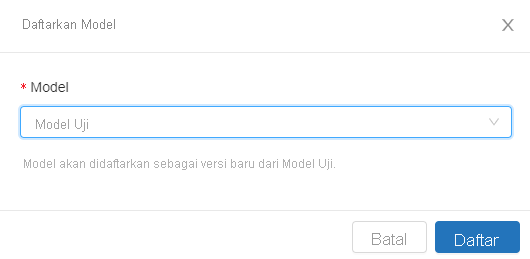 Daftarkan Model
* Model
Model Uji
Model akan didaftarkan sebagai versi baru dari Model Uji.
Batal
Daftar